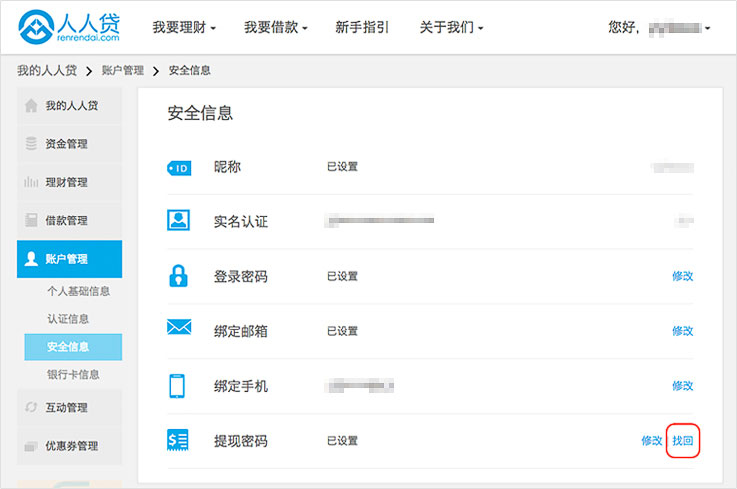 人人贷
renrendai.com
我要理财 我要借款 新手指引 关于我们 您好，
我的人人贷 > 账户管理 > 安全信息
我的人人贷
资金管理
理财管理
借款管理
账户管理
个人基础信息
认证信息
安全信息
银行卡信息
互动管理
优惠券管理
安全信息
ID 昵称 已设置
实名认证
登录密码 已设置 修改
绑定邮箱 已设置 修改
绑定手机 修改
提现密码 已设置 修改 找回